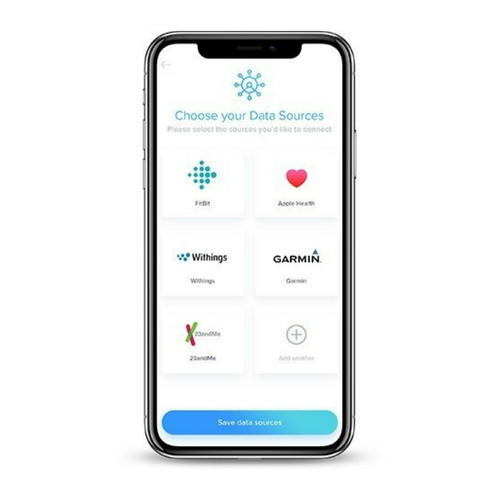 Choose your Data Sources
Please select the sources you'd like to connect
FitBit
Apple Health
Withings
Withings
GARMIN
Garmin
23andMe
23andMe
Add another
Save data sources